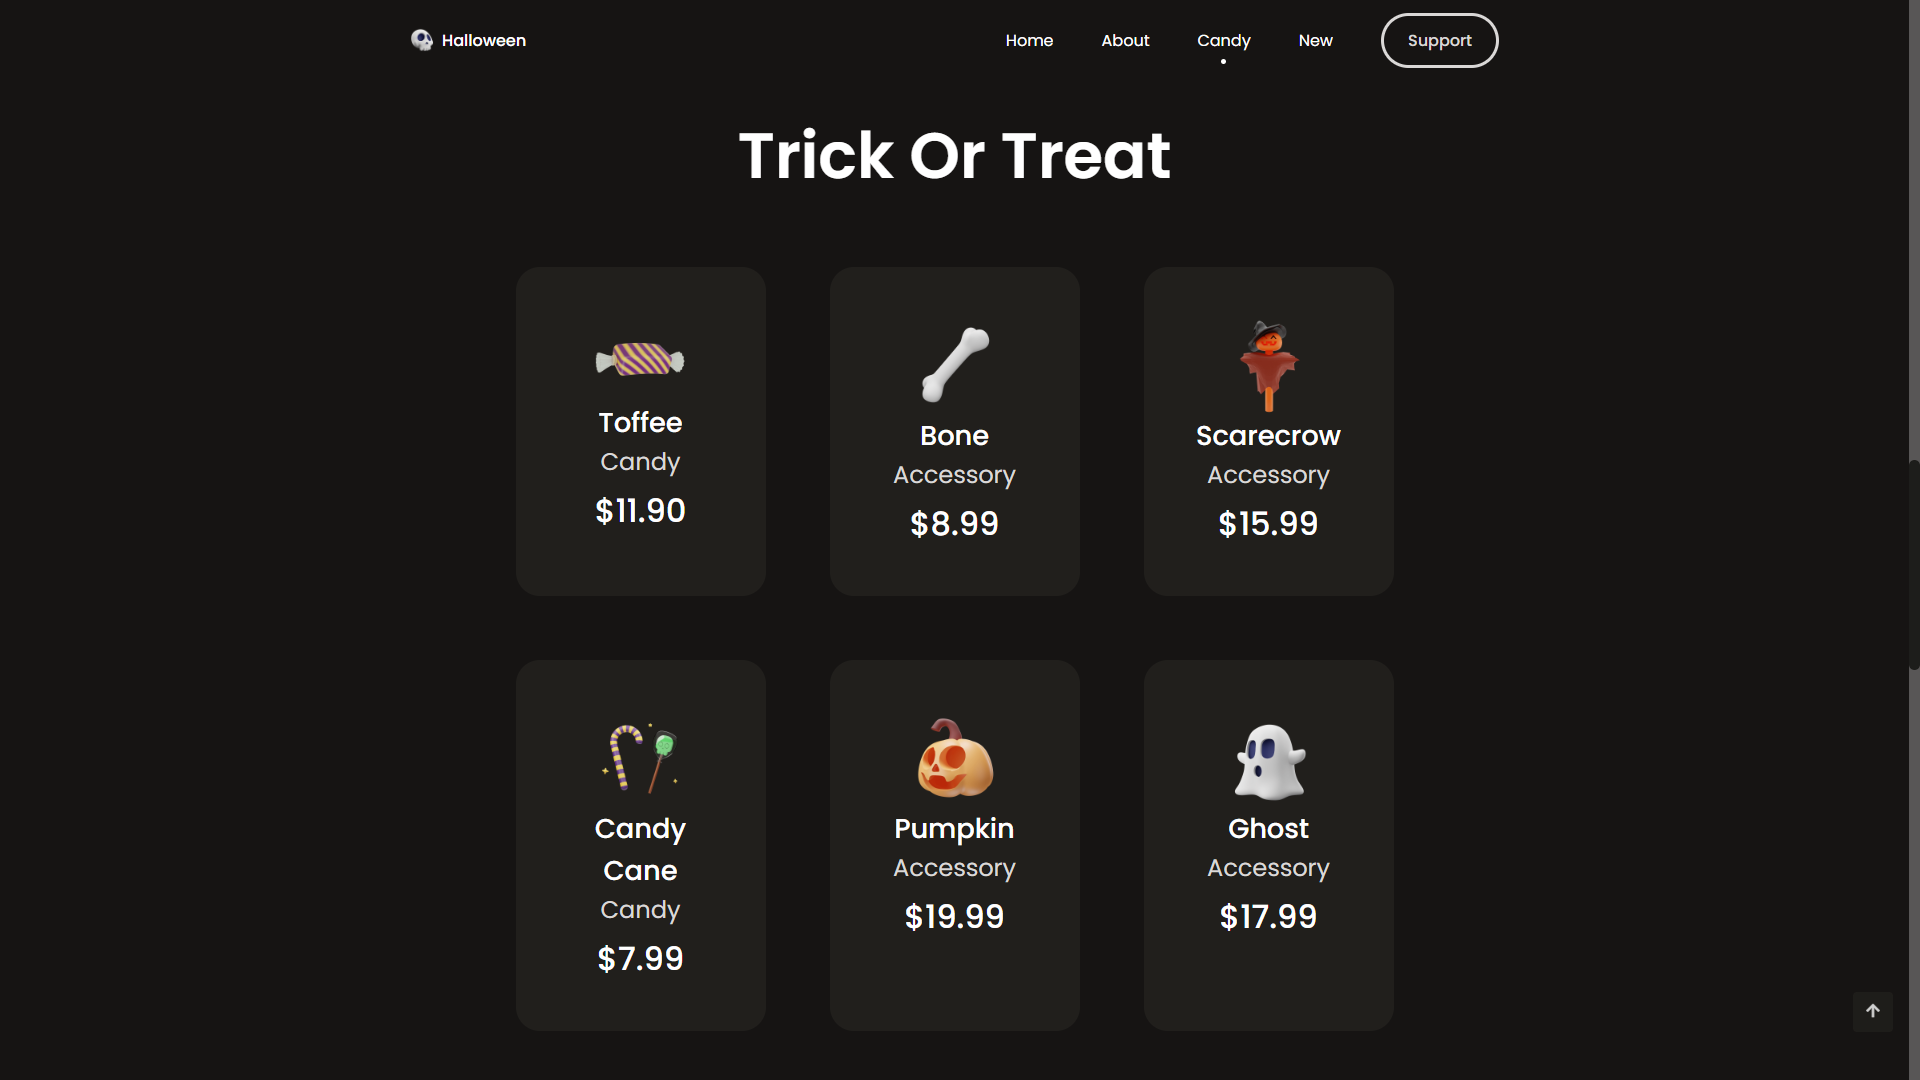 Halloween
Home
About
Candy
New
Support
Trick Or Treat
Toffee
Candy
$11.90
Bone
Accessory
$8.99
Scarecrow
Accessory
$15.99
Candy
Cane
Candy
$7.99
Pumpkin
Accessory
$19.99
Ghost
Accessory
$17.99